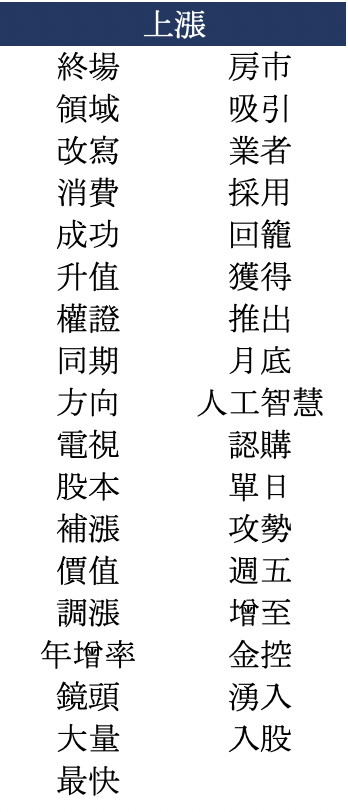 上漲
終場 房市
領域 吸引
改寫 業者
消費 採用
成功 回籠
升值 獲得
權證 推出
同期 月底
方向 人工智慧
電視 認購
股本 單日
補漲 攻勢
價值 週五
調漲 增至
年增率 金控
鏡頭 湧入
大量 入股
最快